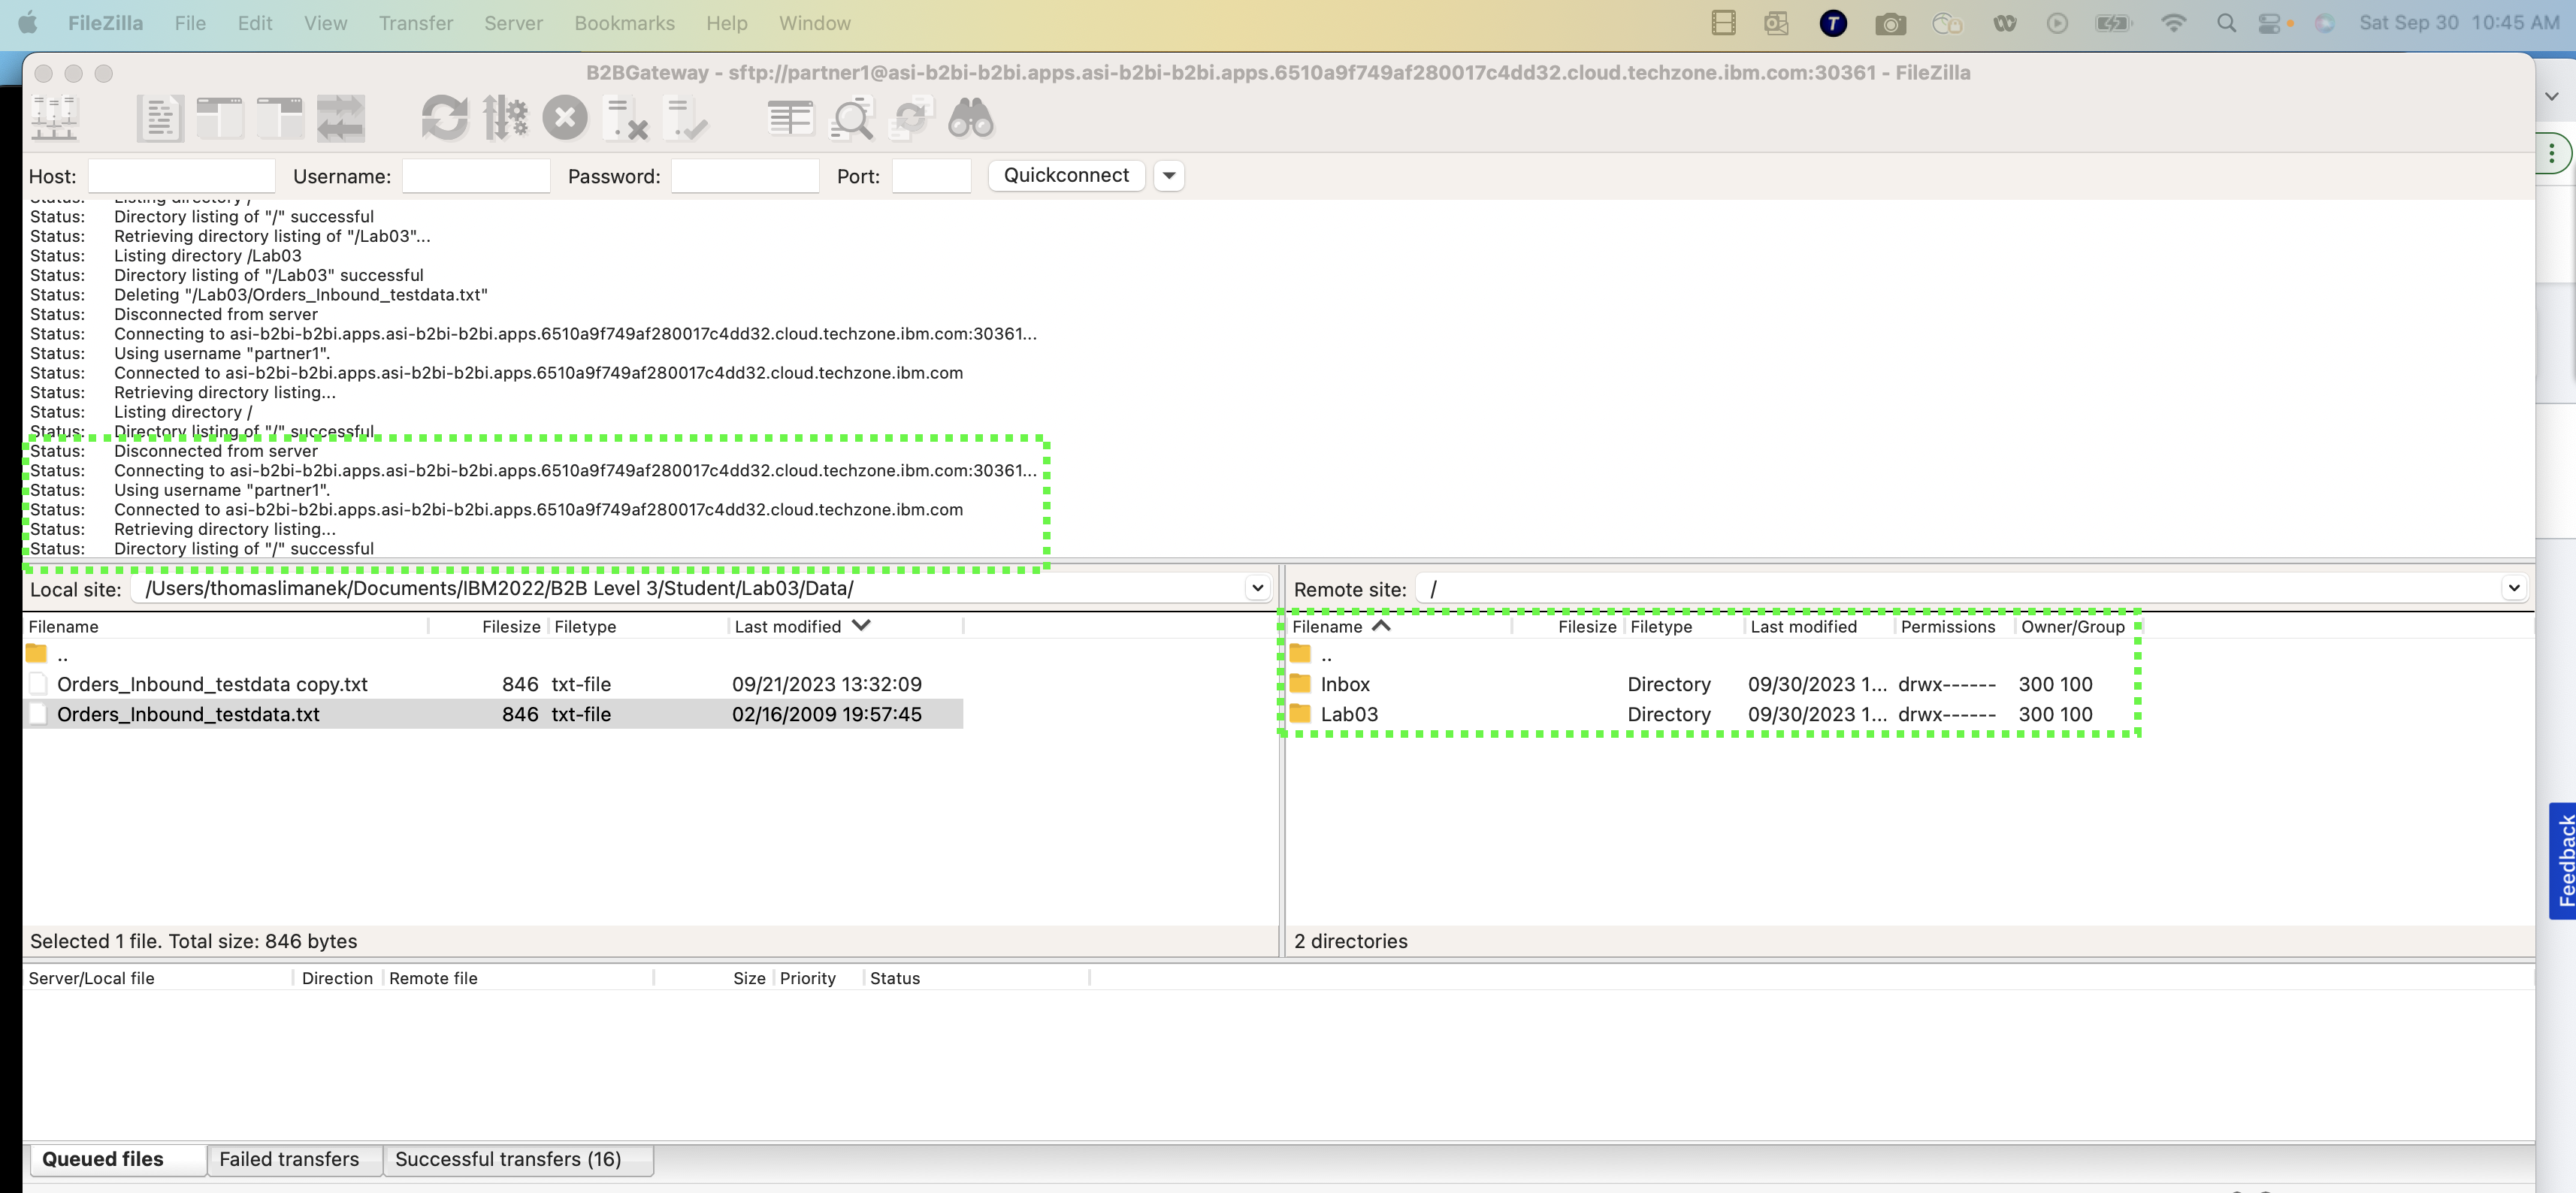 FileZilla File Edit View Transfer Server Bookmarks Help Window Sat Sep 30 10:45 AM
B2BGateway - sftp://partner1@asi-b2bi-b2bi.apps.asi-b2bi-b2bi.apps.6510a9f749af280017c4dd32.cloud.techzone.ibm.com:30361 - FileZilla
Host: Username: Password: Port: Quickconnect
Status: Listing directory /
Status: Directory listing of "/" successful
Status: Retrieving directory listing of "/Lab03"...
Status: Listing directory /Lab03
Status: Directory listing of "/Lab03" successful
Status: Deleting "/Lab03/Orders_Inbound_testdata.txt"
Status: Disconnected from server
Status: Connecting to asi-b2bi-b2bi.apps.asi-b2bi-b2bi.apps.6510a9f749af280017c4dd32.cloud.techzone.ibm.com:30361...
Status: Using username "partner1".
Status: Connected to asi-b2bi-b2bi.apps.asi-b2bi-b2bi.apps.6510a9f749af280017c4dd32.cloud.techzone.ibm.com
Status: Retrieving directory listing...
Status: Listing directory /
Status: Directory listing of "/" successful
Status: Disconnected from server
Status: Connecting to asi-b2bi-b2bi.apps.asi-b2bi-b2bi.apps.6510a9f749af280017c4dd32.cloud.techzone.ibm.com:30361...
Status: Using username "partner1".
Status: Connected to asi-b2bi-b2bi.apps.asi-b2bi-b2bi.apps.6510a9f749af280017c4dd32.cloud.techzone.ibm.com
Status: Retrieving directory listing...
Status: Directory listing of "/" successful
Local site: /Users/thomaslimanek/Documents/IBM2022/B2B Level 3/Student/Lab03/Data/
Filename Filesize Filetype Last modified
..
Orders_Inbound_testdata copy.txt 846 txt-file 09/21/2023 13:32:09
Orders_Inbound_testdata.txt 846 txt-file 02/16/2009 19:57:45
Selected 1 file. Total size: 846 bytes
Remote site: /
Filename Filesize Filetype Last modified Permissions Owner/Group
..
Inbox Directory 09/30/2023 1... drwx------ 300 100
Lab03 Directory 09/30/2023 1... drwx------ 300 100
2 directories
Feedback
Server/Local file Direction Remote file Size Priority Status
Queued files Failed transfers Successful transfers (16)